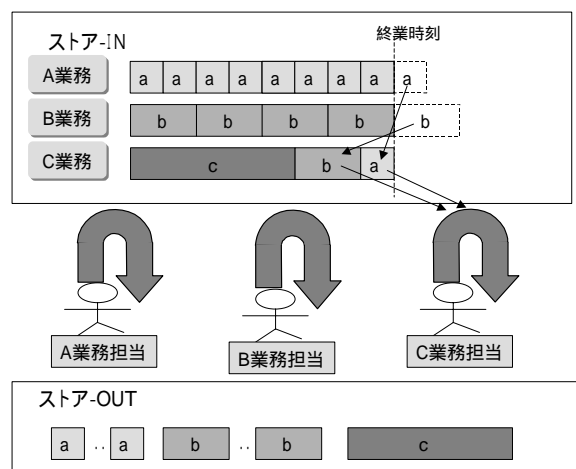 ストア-IN
終業時刻
A業務
a a a a a a a a a
B業務
b b b b b
C業務
c b a
A業務担当
B業務担当
C業務担当
ストア-OUT
a ‥ a b ‥ b c